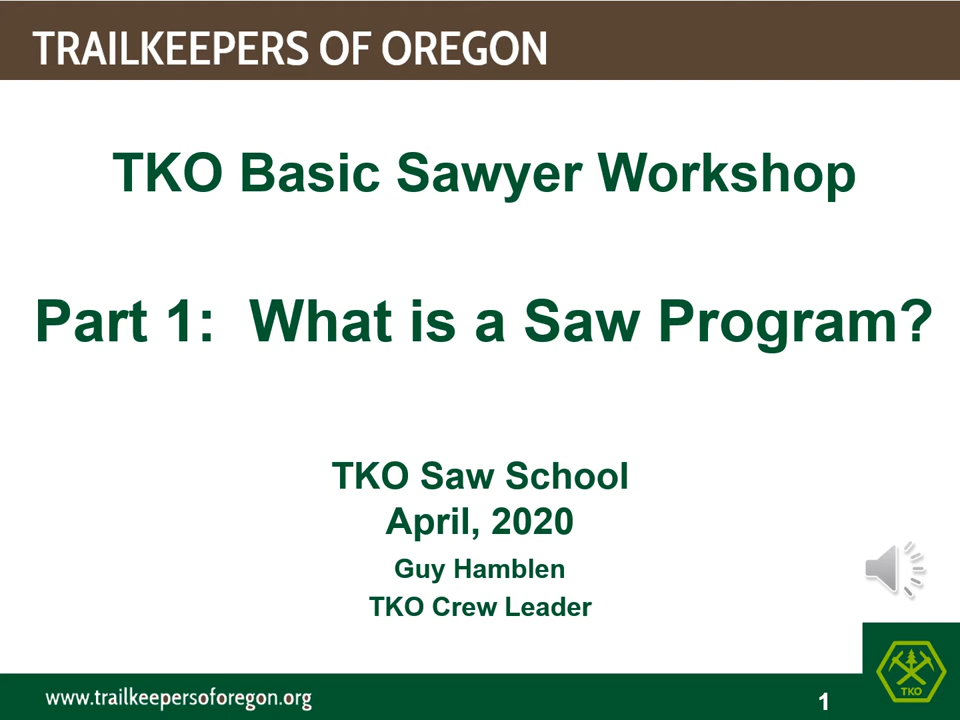 TRAILKEEPERS OF OREGON
TKO Basic Sawyer Workshop
Part 1:  What is a Saw Program?
TKO Saw School
April, 2020
Guy Hamblen
TKO Crew Leader
TKO
www.trailkeepersoforegon.org
1